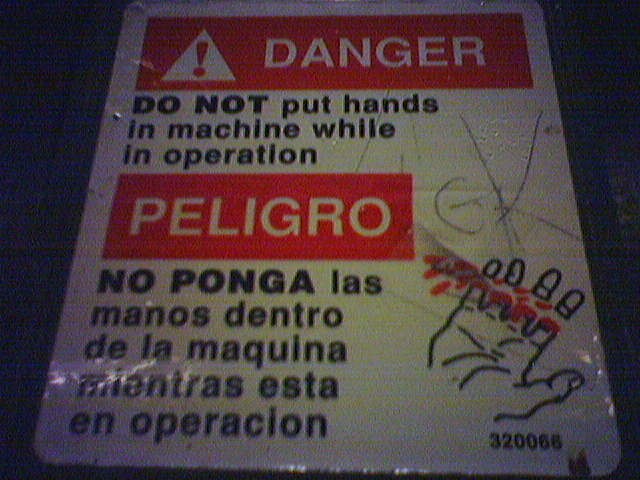 DANGER
DO NOT put hands
in machine while
in operation
PELIGRO
NO PONGA las
manos dentro
de la maquina
mientras esta
en operacion
320066